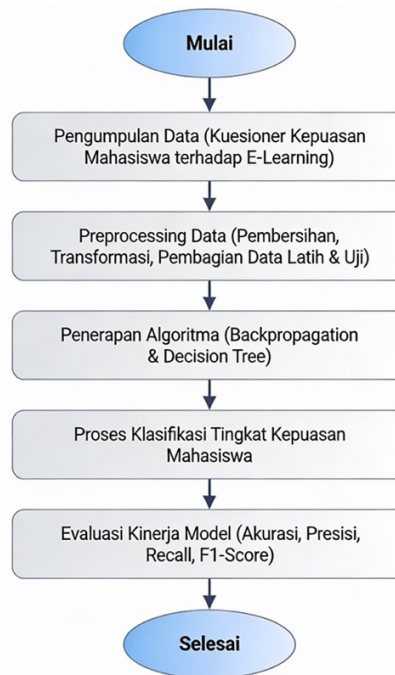 Mulai
Pengumpulan Data (Kuesioner Kepuasan
Mahasiswa terhadap E-Learning)
Preprocessing Data (Pembersihan,
Transformasi, Pembagian Data Latih & Uji)
Penerapan Algoritma (Backpropagation
& Decision Tree)
Proses Klasifikasi Tingkat Kepuasan
Mahasiswa
Evaluasi Kinerja Model (Akurasi, Presisi,
Recall, F1-Score)
Selesai